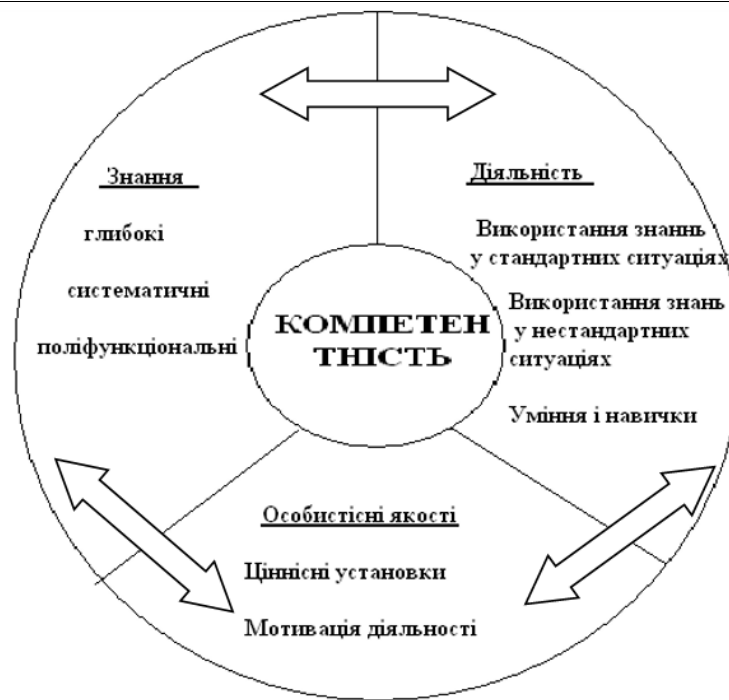 Знання
глибокі
систематичні
поліфункціональні
Діяльність
Використання знаннь
у стандартних ситуаціях
Використання знань
у нестандартних
ситуаціях
Уміння і навички
КОМПЕТЕН
ТНІСТЬ
Особистісні якості
Ціннісні установки
Мотивація діяльності